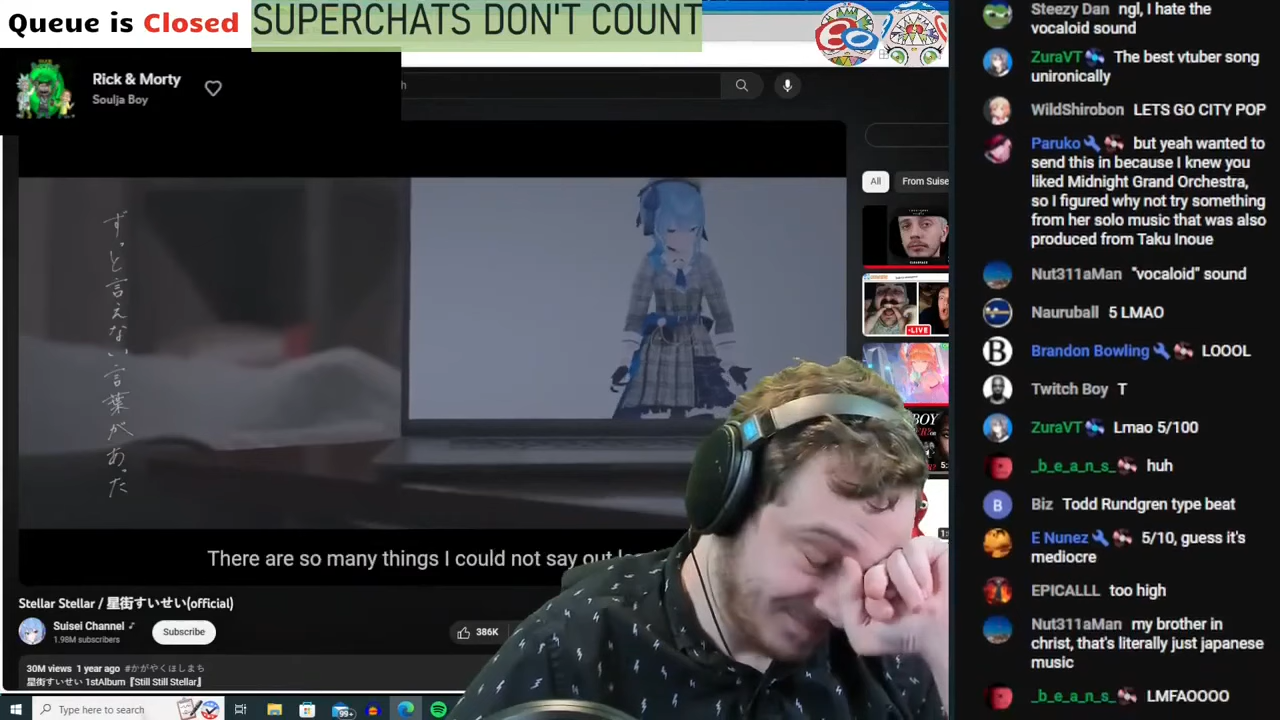 Queue is Closed
SUPERCHATS DON'T COUNT
Rick & Morty
Soulja Boy
h
All
From Suise
LIVE
BOY
ずっと言えない言葉があった
There are so many things I could not say out
Stellar Stellar / 星街すいせい(official)
Suisei Channel
1.98M subscribers
Subscribe
386K
30M views 1 year ago #かがやくほしまち
星街すいせい 1stAlbum『Still Still Stellar』
Type here to search
99+
Steezy Dan ngl, I hate the
vocaloid sound
ZuraVT The best vtuber song
unironically
WildShirobon LETS GO CITY POP
Paruko but yeah wanted to
send this in because I knew you
liked Midnight Grand Orchestra,
so I figured why not try something
from her solo music that was also
produced from Taku Inoue
Nut311aMan "vocaloid" sound
Nauruball 5 LMAO
Brandon Bowling LOOOL
Twitch Boy T
ZuraVT Lmao 5/100
_b_e_a_n_s_ huh
B
Biz Todd Rundgren type beat
E Nunez 5/10, guess it's
mediocre
EPICALLL too high
Nut311aMan my brother in
christ, that's literally just japanese
music
_b_e_a_n_s_ LMFAOOOO